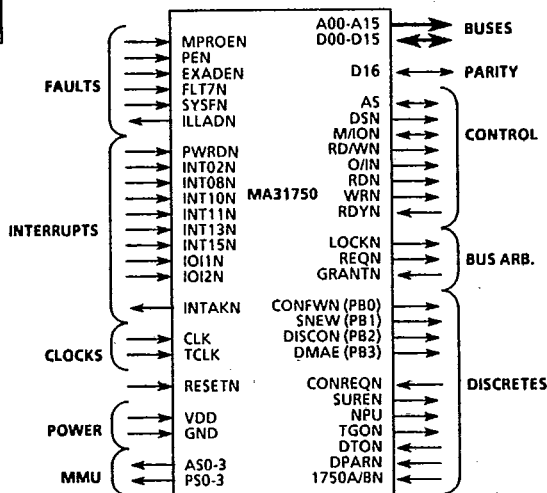 FAULTS
MPROEN
PEN
EXADEN
FLT7N
SYSFN
ILLADN
INTERRUPTS
PWRDN
INT02N
INT08N
INT10N
INT11N
INT13N
INT15N
IOI1N
IOI2N
INTAKN
CLOCKS
CLK
TCLK
RESETN
POWER
VDD
GND
MMU
AS0-3
PS0-3
MA31750
A00-A15
D00-D15
BUSES
D16
PARITY
AS
DSN
M/ION
RD/WN
O/IN
RDN
WRN
RDYN
CONTROL
LOCKN
REQN
GRANTN
BUS ARB.
CONFWN (PB0)
SNEW (PB1)
DISCON (PB2)
DMAE (PB3)
CONREQN
SUREN
NPU
TGON
DTON
DPARN
1750A/BN
DISCRETES